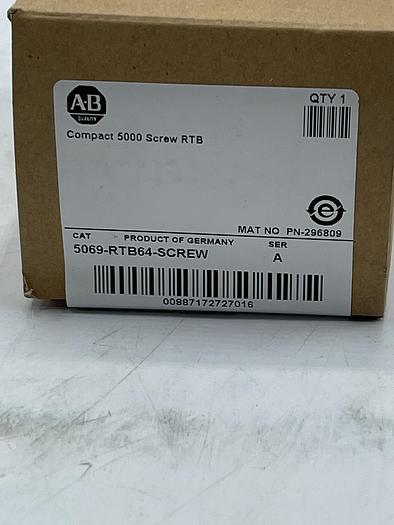 A-B
QUALITY
QTY 1
Compact 5000 Screw RTB
MAT NO PN-296809
CAT PRODUCT OF GERMANY SER
5069-RTB64-SCREW A
00887172727016